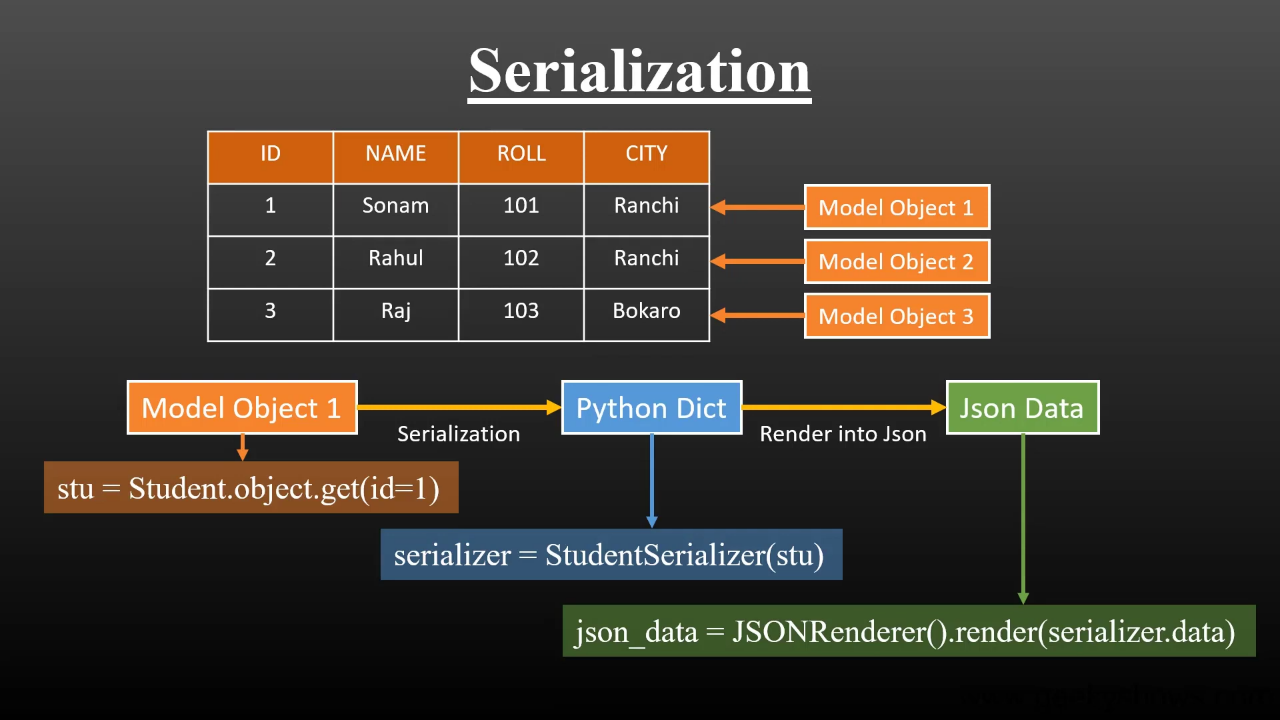 Serialization
ID NAME ROLL CITY
1 Sonam 101 Ranchi
Model Object 1
2 Rahul 102 Ranchi
Model Object 2
3 Raj 103 Bokaro
Model Object 3
Model Object 1
Serialization
Python Dict
Render into Json
Json Data
stu = Student.object.get(id=1)
serializer = StudentSerializer(stu)
json_data = JSONRenderer().render(serializer.data)